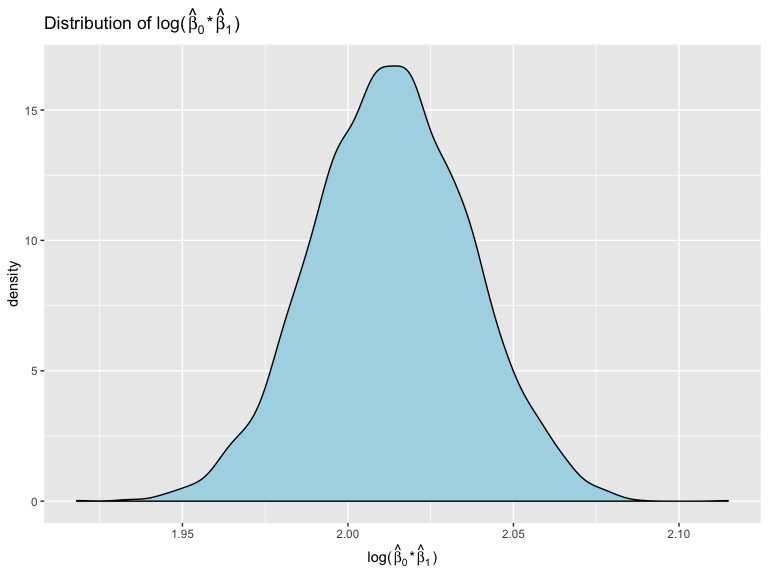 Distribution of log(β̂₀*β̂₁)
15
10
5
0
density
1.95 2.00 2.05 2.10
log(β̂₀*β̂₁)